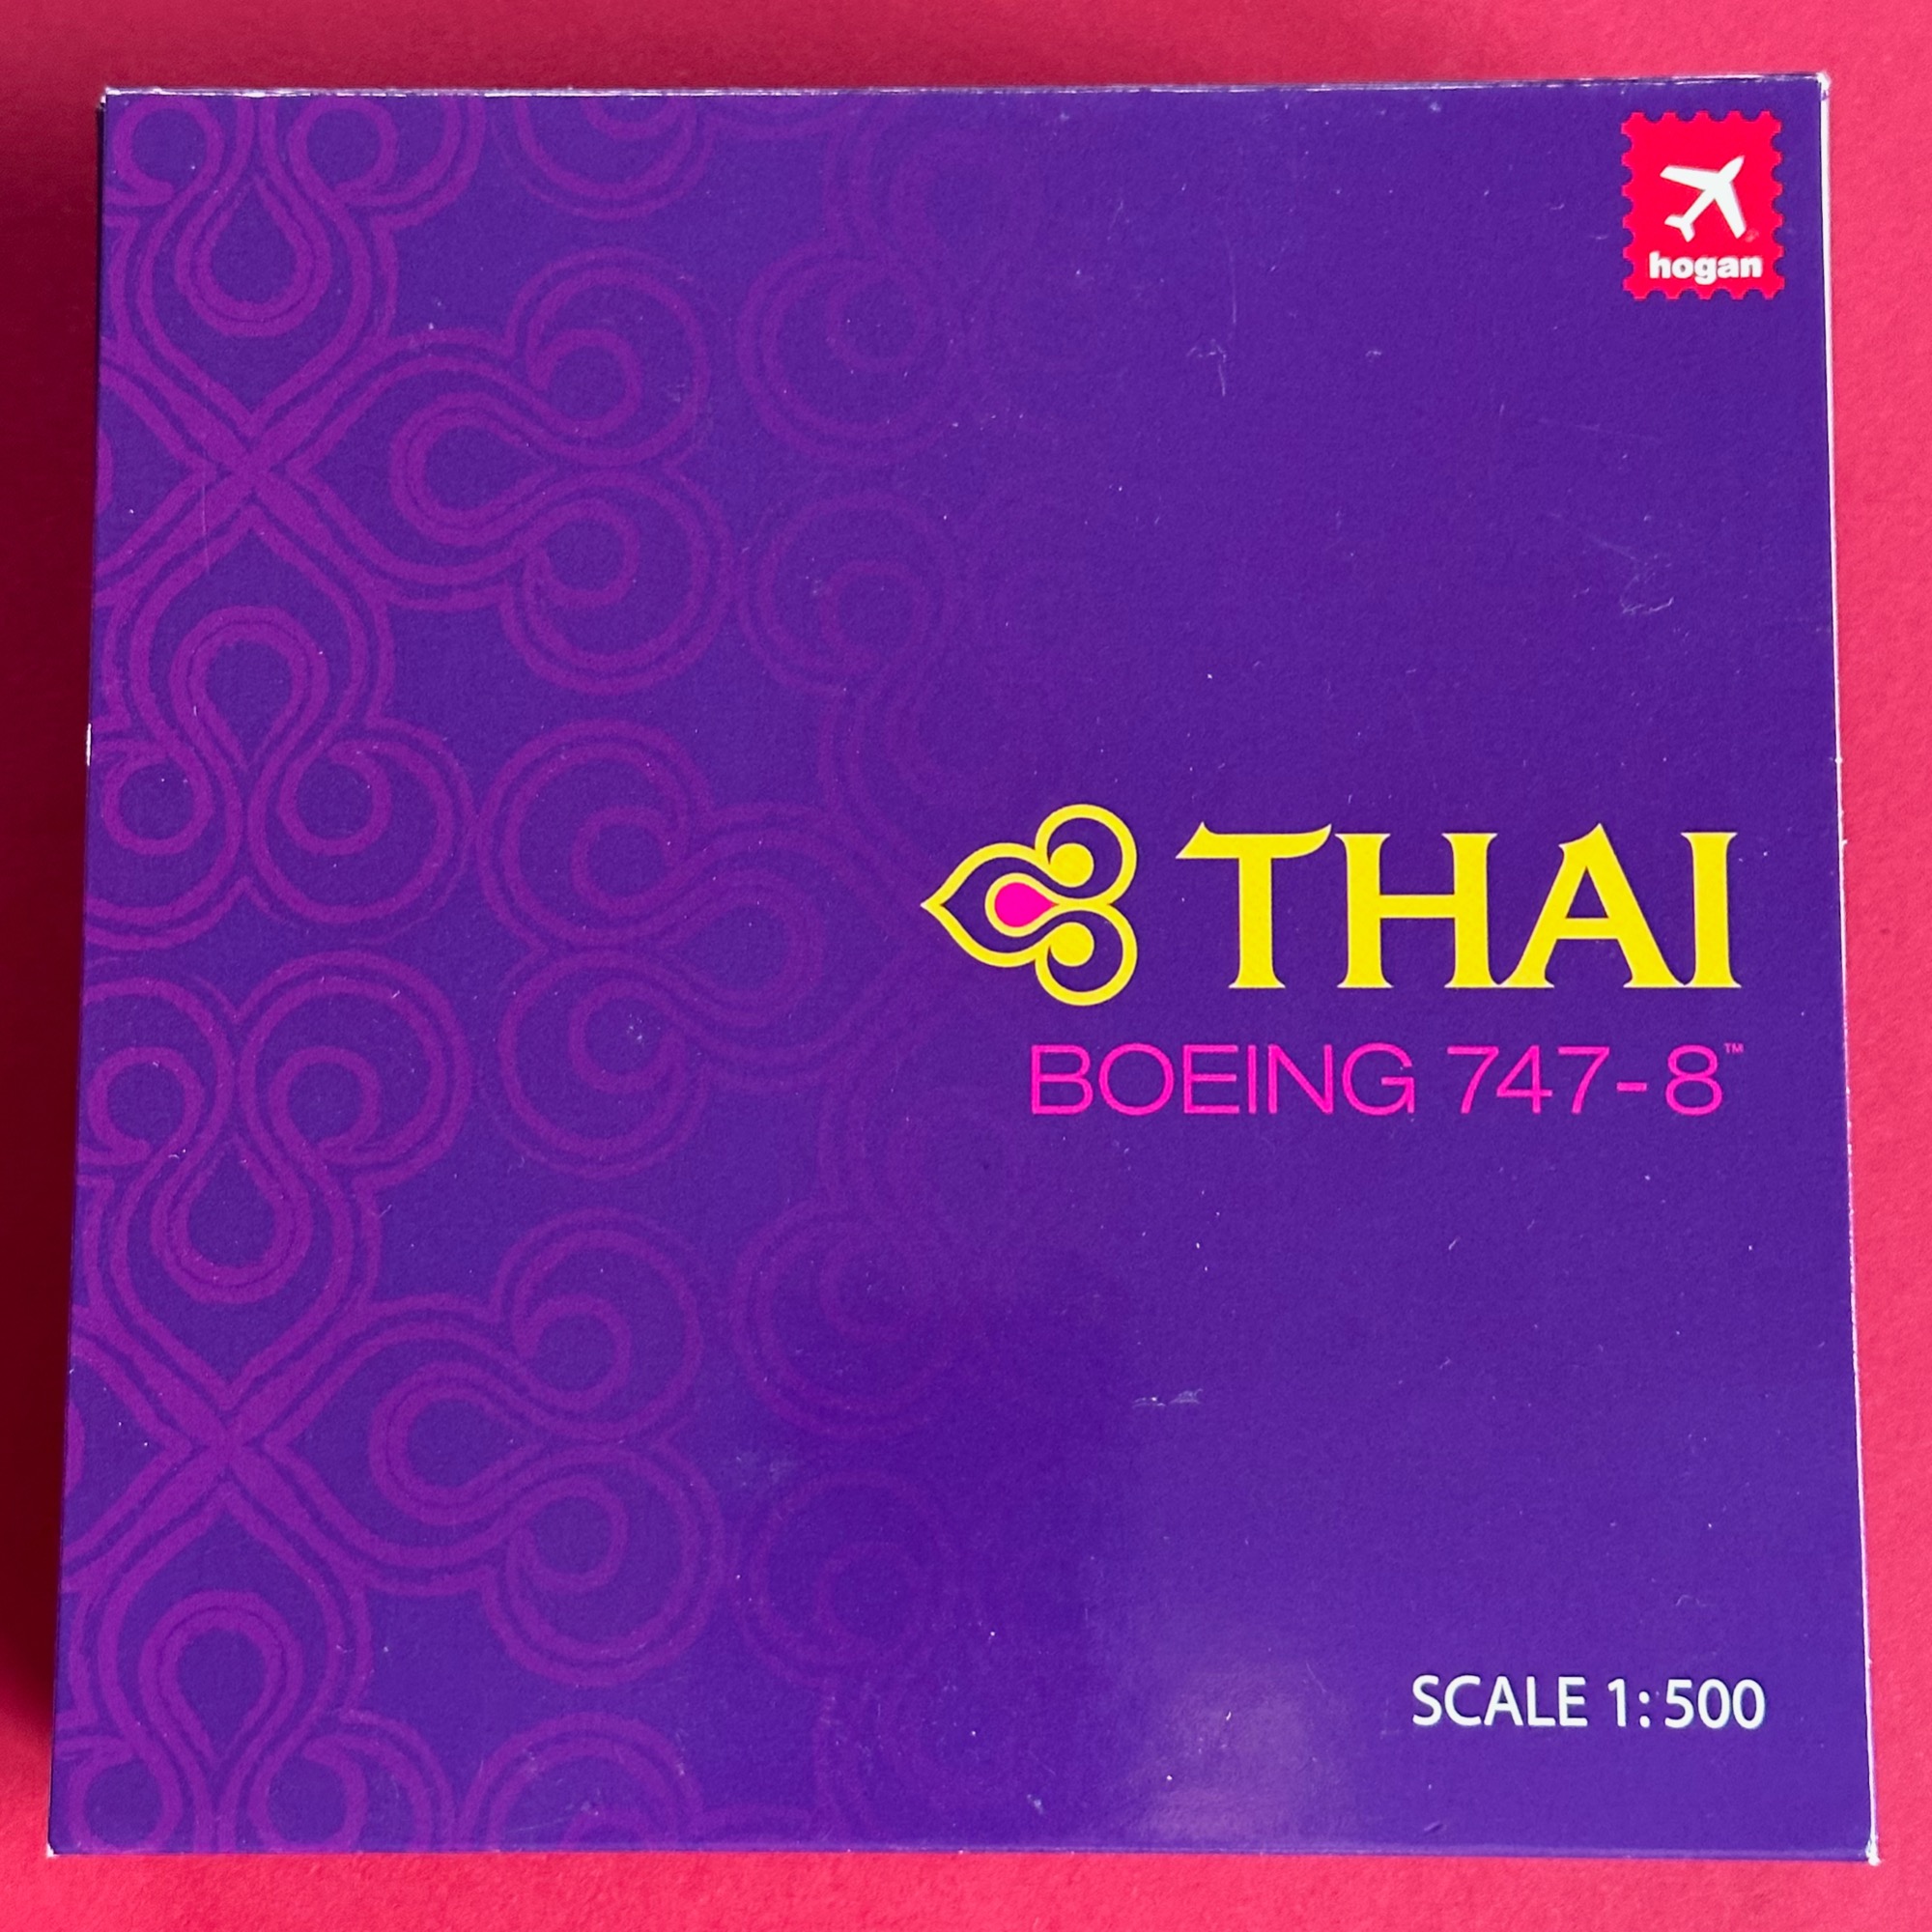 hogan
THAI
BOEING 747-8™
SCALE 1:500